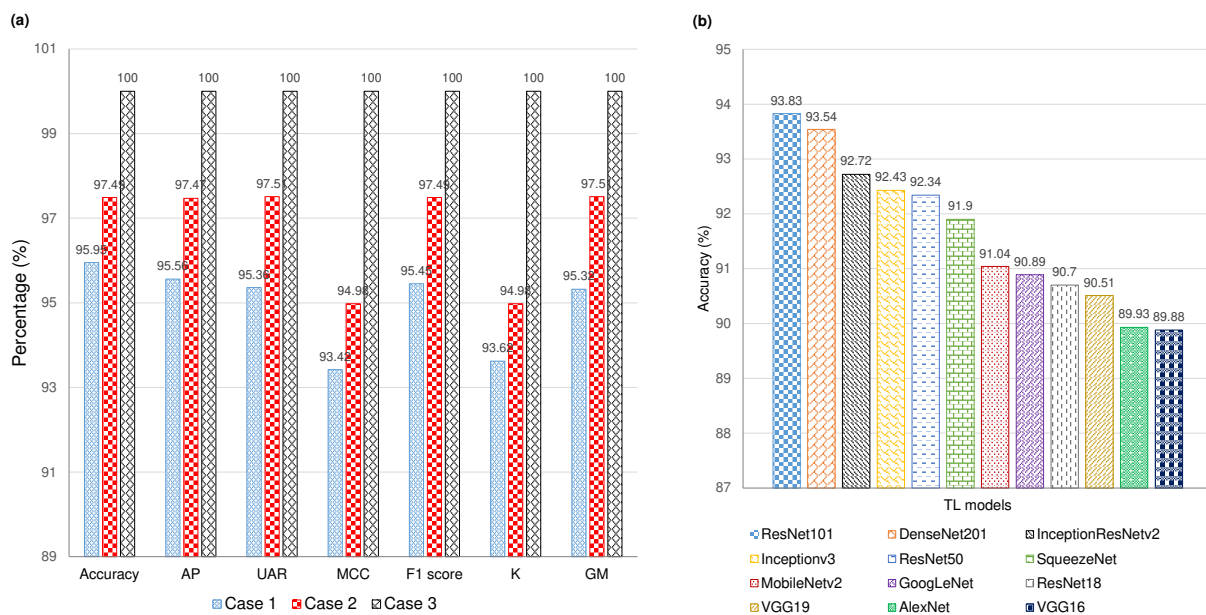 (a)
101
99
97
95
93
91
89
Percentage (%)
100 100 100 100 100 100 100
97.49 97.47 97.51 94.98 97.49 94.98 97.51
95.95 95.56 95.36 93.42 95.45 93.62 95.32
Accuracy AP UAR MCC F1 score K GM
Case 1 Case 2 Case 3
(b)
95
94
93
92
91
90
89
88
87
Accuracy (%)
93.83 93.54 92.72 92.43 92.34 91.9 91.04 90.89 90.7 90.51 89.93 89.88
TL models
ResNet101 DenseNet201 InceptionResNetv2
Inceptionv3 ResNet50 SqueezeNet
MobileNetv2 GoogLeNet ResNet18
VGG19 AlexNet VGG16